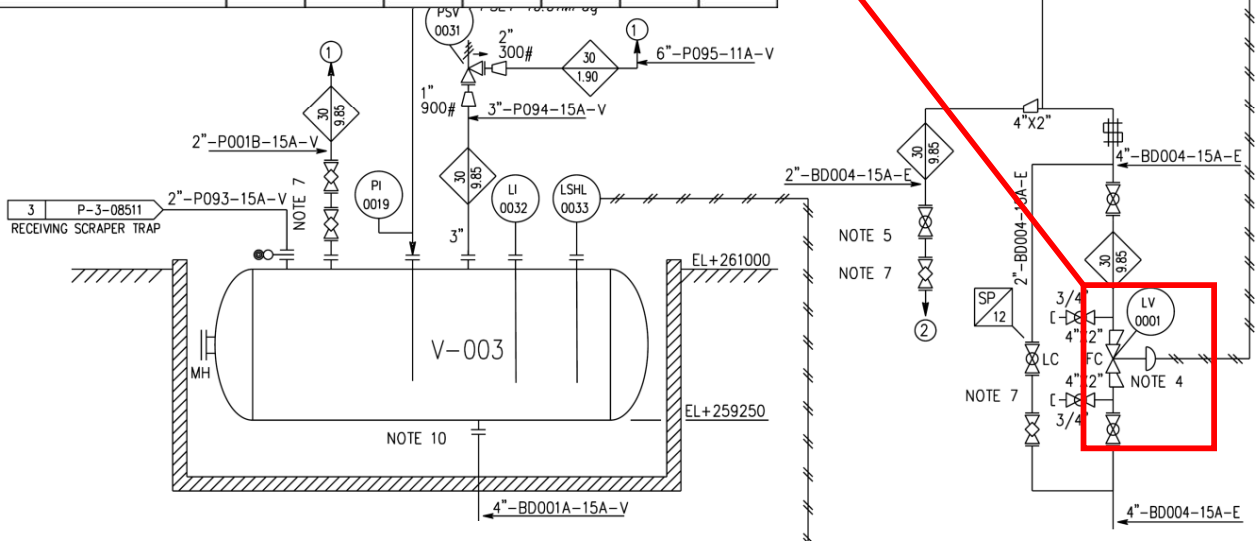 PSV
0031
2"
300#
1
6"-P095-11A-V
30
1.90
1
1"
900#
3"-P094-15A-V
30
9.85
2"-P001B-15A-V
NOTE 7
3
P-3-08511
2"-P093-15A-V
RECEIVING SCRAPER TRAP
PI
0019
30
9.85
3"
LI
0032
LSHL
0033
EL+261000
V-003
MH
EL+259250
NOTE 10
4"-BD001A-15A-V
4"X2"
30
9.85
2"-BD004-15A-E
4"-BD004-15A-E
2"-BD004-15A-E
NOTE 5
NOTE 7
30
9.85
2
SP
12
3/4"
LV
0001
4"X2"
LC
FC
NOTE 4
4"X2"
NOTE 7
3/4"
4"-BD004-15A-E